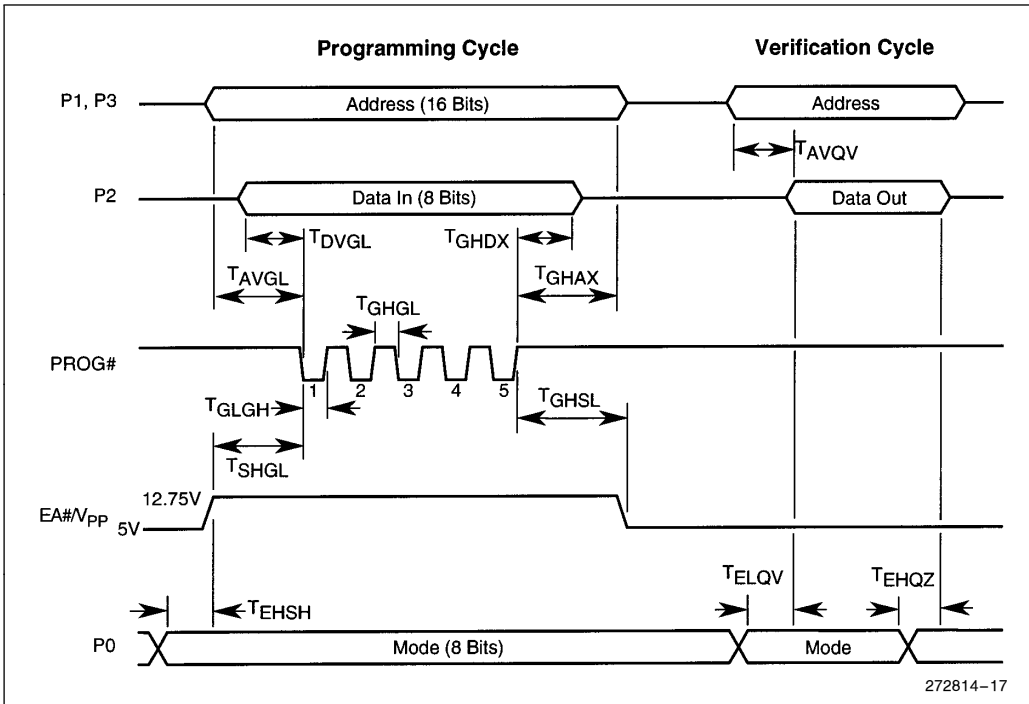 Programming Cycle
Verification Cycle
P1, P3
Address (16 Bits)
Address
TAVQV
P2
Data In (8 Bits)
Data Out
TDVGL
TGHDX
TAVGL
TGHGL
TGHAX
PROG#
1
2
3
4
5
TGLGH
TGHSL
TSHGL
12.75V
EA#/VPP
5V
TELQV
TEHQZ
TEHSH
P0
Mode (8 Bits)
Mode
272814–17